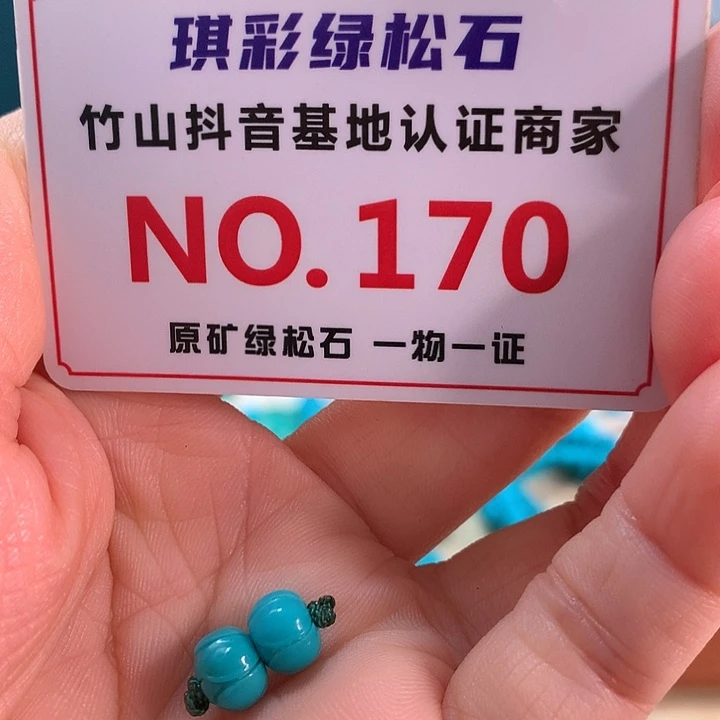 琪彩绿松石
竹山抖音基地认证商家
NO.170
原矿绿松石 一物一证